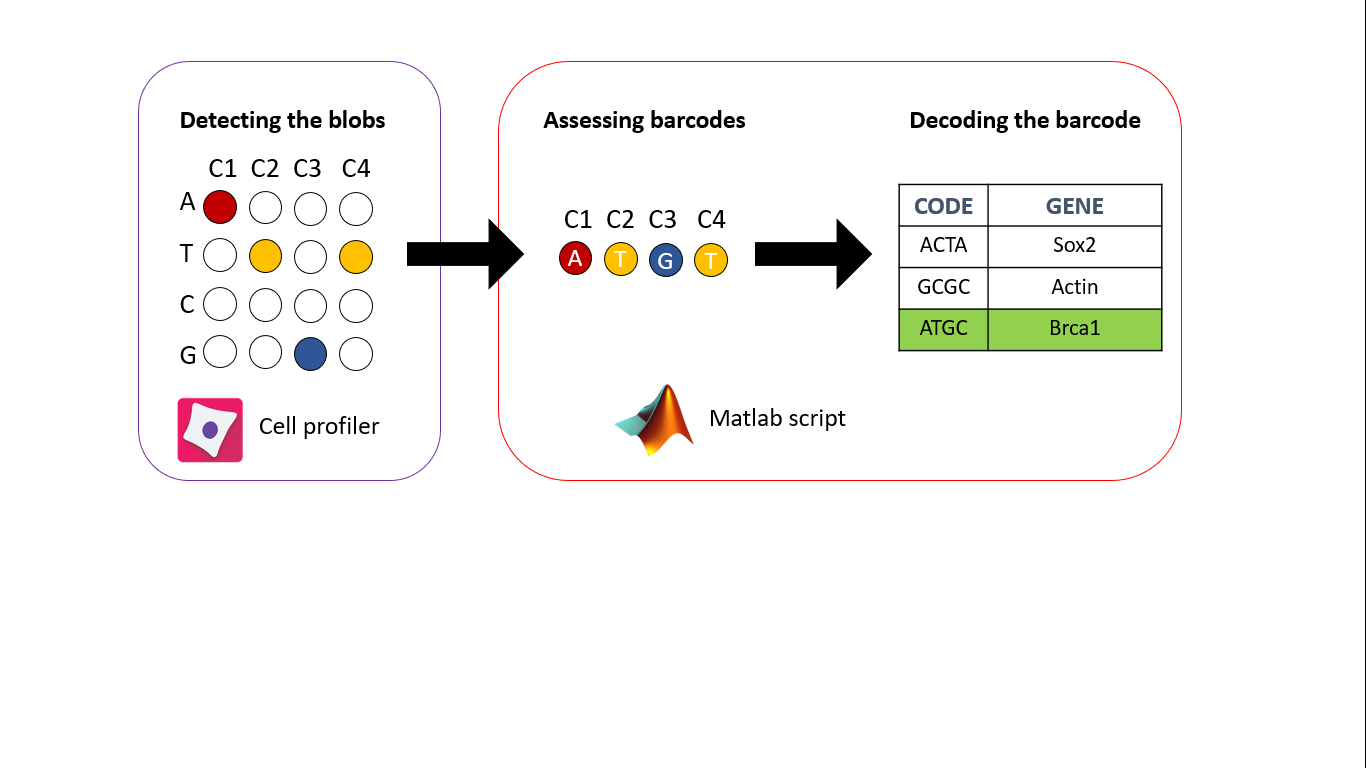 Detecting the blobs
C1 C2 C3 C4
A
T
C
G
Cell profiler
Assessing barcodes
C1 C2 C3 C4
A T G T
Matlab script
Decoding the barcode
CODE GENE
ACTA Sox2
GCGC Actin
ATGC Brca1